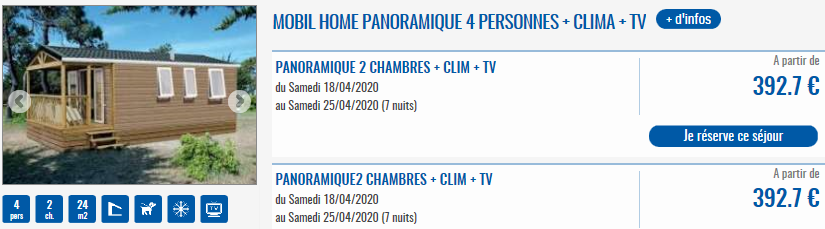 MOBIL HOME PANORAMIQUE 4 PERSONNES + CLIMA + TV
+ d'infos
PANORAMIQUE 2 CHAMBRES + CLIM + TV
du Samedi 18/04/2020
au Samedi 25/04/2020 (7 nuits)
A partir de
392.7 €
Je réserve ce séjour
PANORAMIQUE2 CHAMBRES + CLIM + TV
du Samedi 18/04/2020
au Samedi 25/04/2020 (7 nuits)
A partir de
392.7 €
4
pers
2
ch.
24
m2
TV